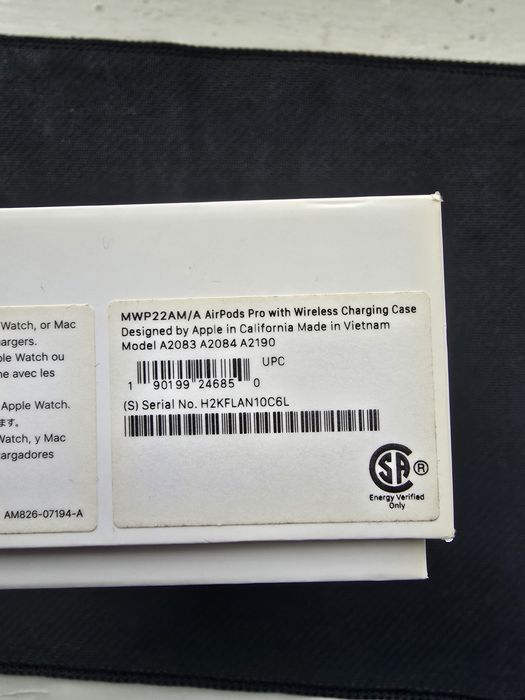 Watch, or Mac
argers.
ple Watch ou
ne avec les
Apple Watch.
ます。
Watch, y Mac
argadores
AM826-07194-A
MWP22AM/A AirPods Pro with Wireless Charging Case
Designed by Apple in California Made in Vietnam
Model A2083 A2084 A2190
UPC
1 90199 24685 0
(S) Serial No. H2KFLAN10C6L
SA ®
Energy Verified
Only